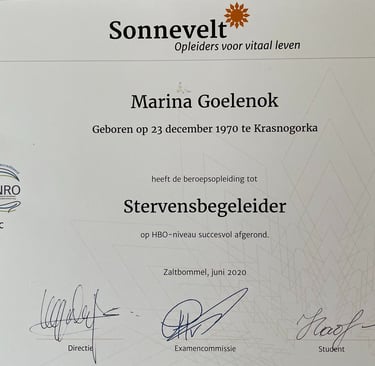 Sonnevelt
Opleiders voor vitaal leven
Marina Goelenok
Geboren op 23 december 1970 te Krasnogorka
heeft de beroepsopleiding tot
Stervensbegeleider
op HBO-niveau succesvol afgerond.
Zaltbommel, juni 2020
Directie
Examencommissie
Student